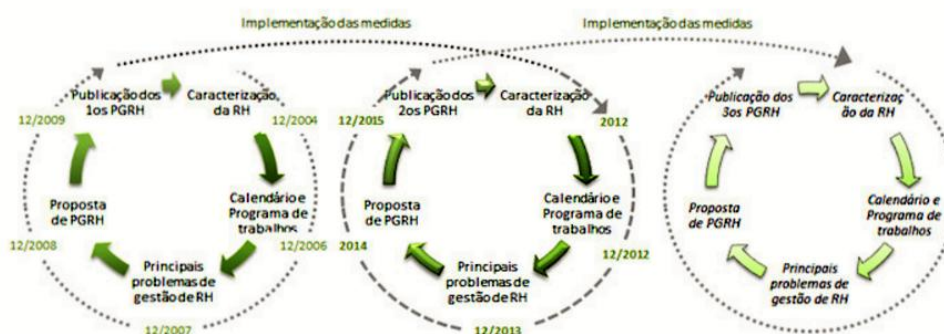 Implementação das medidas
Implementação das medidas
Publicação dos
1os PGRH
Caracterização
da RH
12/2009
12/2004
Proposta
de PGRH
Calendário e
Programa de
trabalhos
12/2008
12/2006
Principais
problemas de
gestão de RH
12/2007
Publicação dos
2os PGRH
Caracterização
da RH
12/2015
2012
Proposta
de PGRH
Calendário e
Programa de
trabalhos
2014
12/2012
Principais
problemas de
gestão de RH
12/2013
Publicação dos
3os PGRH
Caracterizaç
ão da RH
Proposta
de PGRH
Calendário e
Programa de
trabalhos
Principais
problemas de
gestão de RH